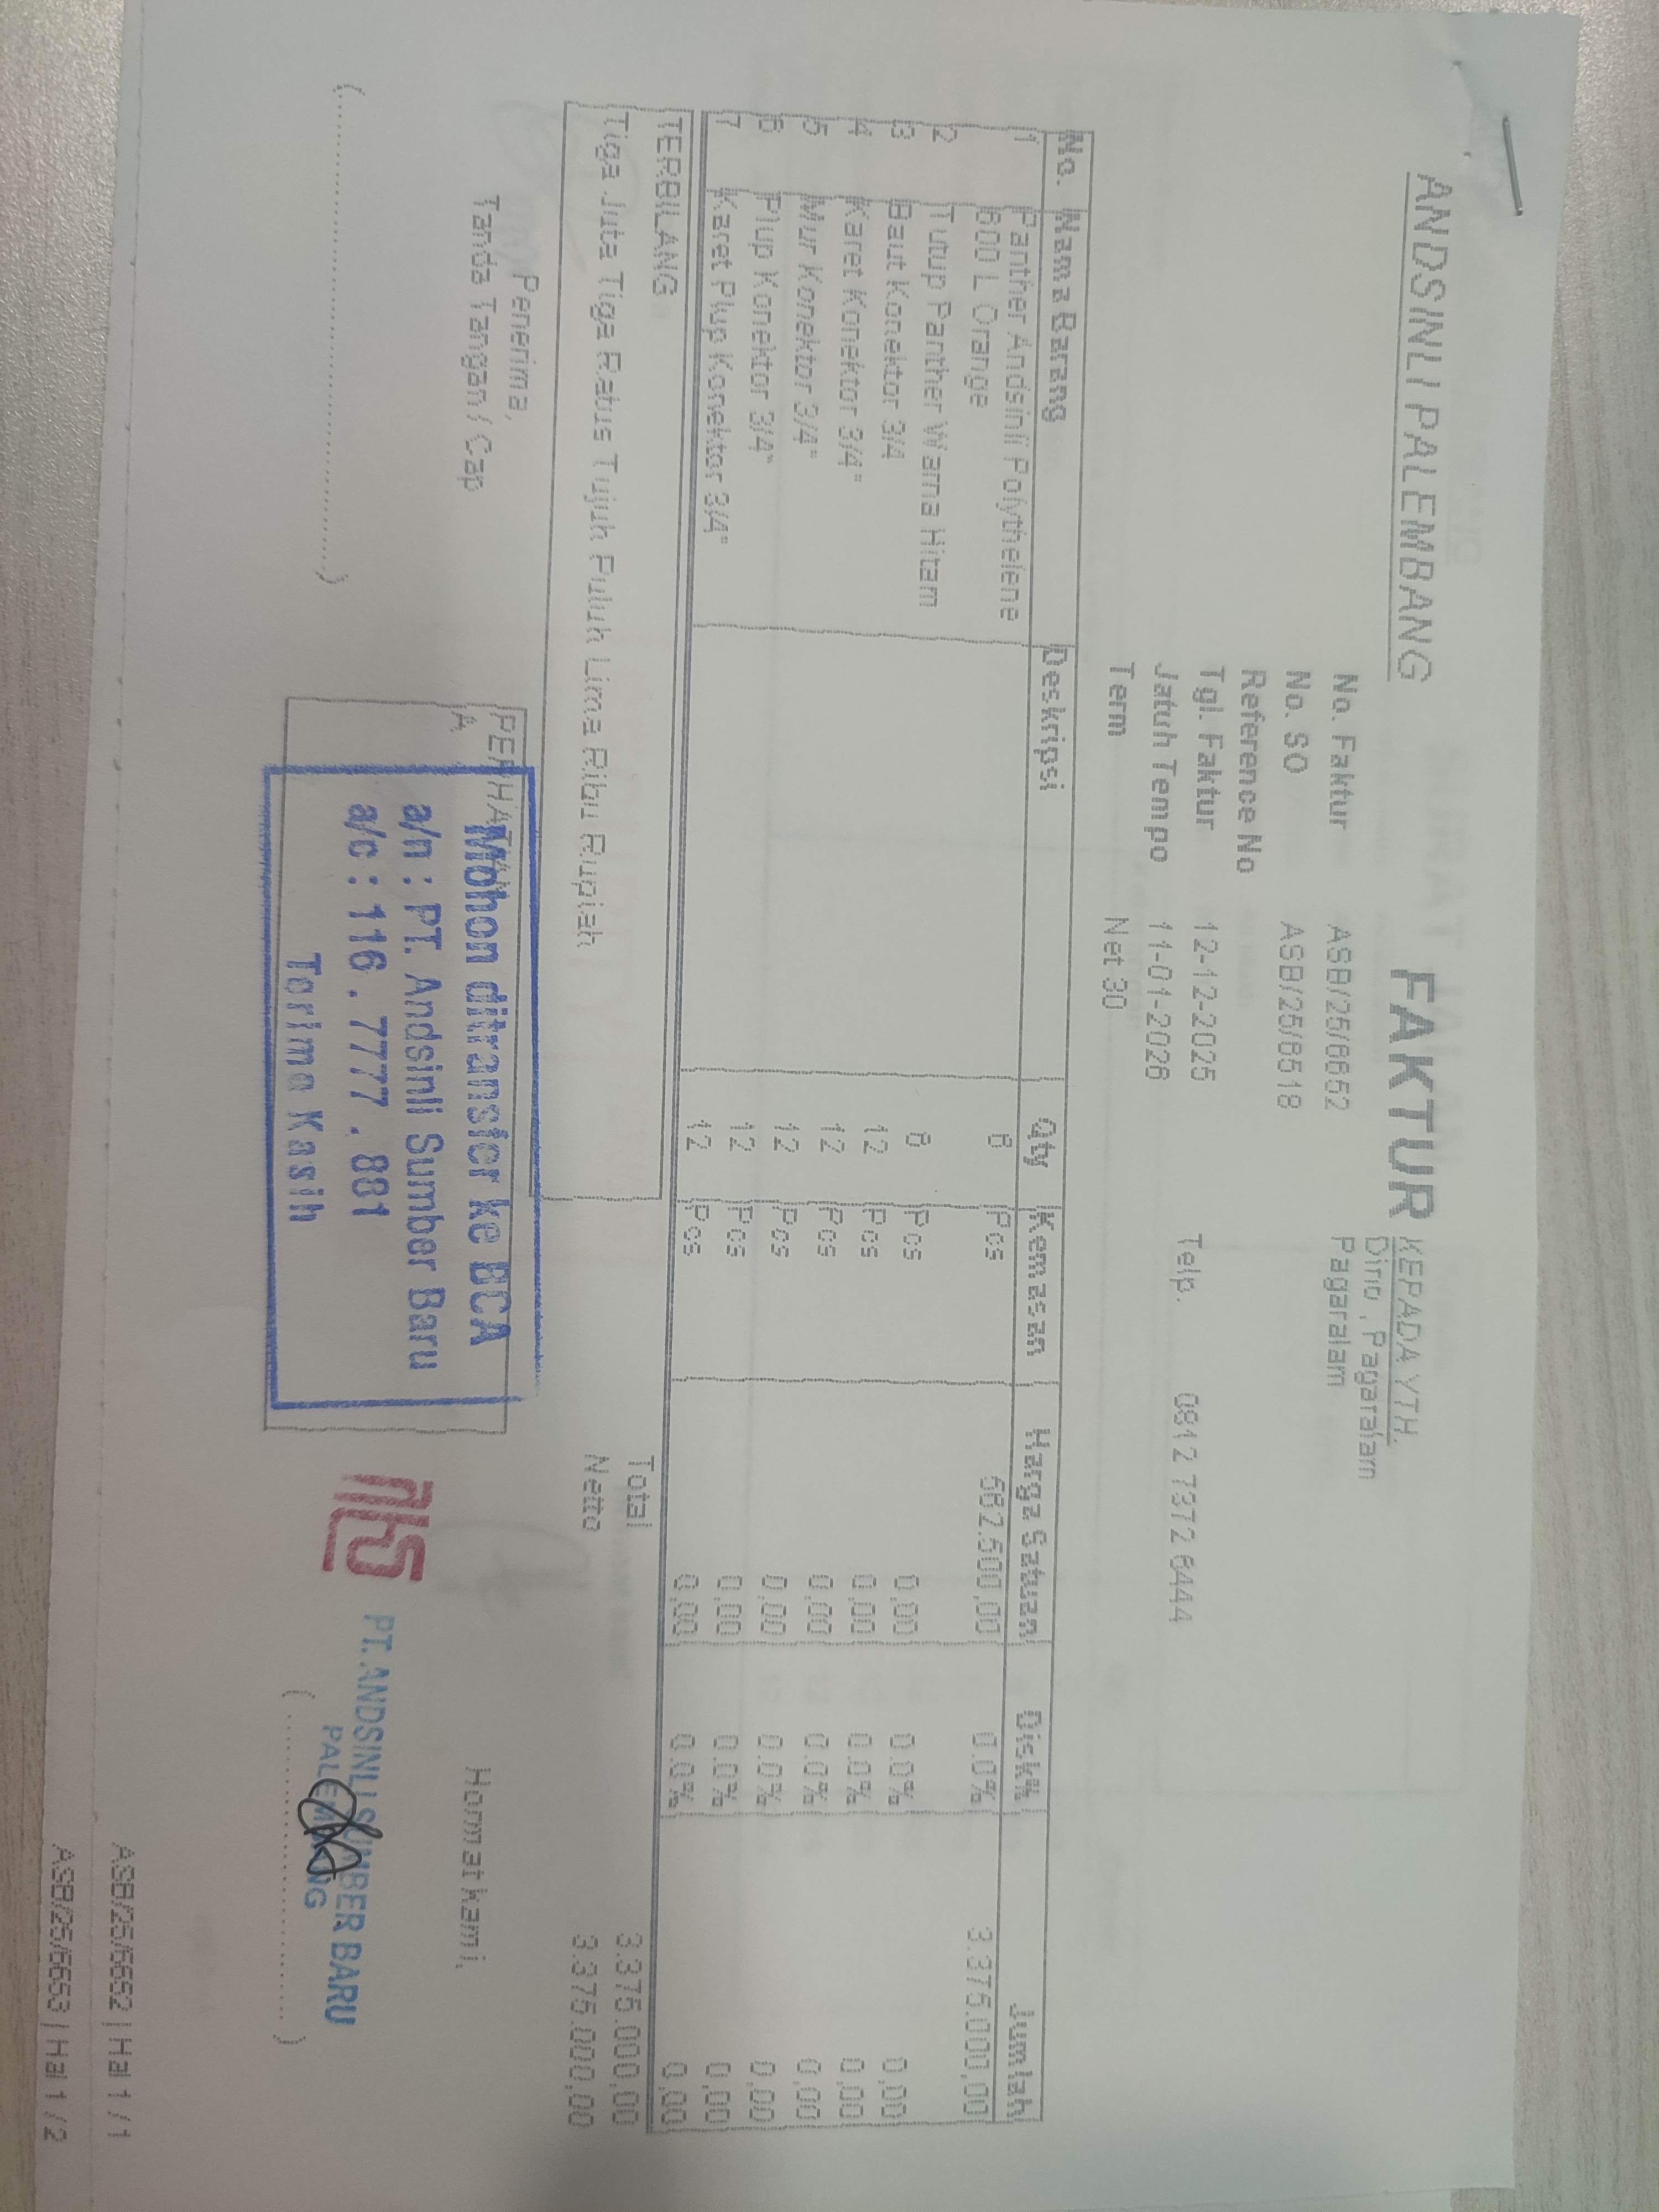 ANDSINLI PALEMBANG
FAKTUR
KEPADA YTH.
Dino , Pagaralam
Pagaralam
No. Faktur ASB/25/6652
No. SO ASB/25/6518
Reference No
Tgl. Faktur 12-12-2025 Telp. 0812 7372 6444
Jatuh Tempo 11-01-2026
Term Net 30
No. Nama Barang Deskripsi Qty Kemasan Harga Satuan Disk% Jumlah
1 Panther Andsinli Polythelene 6 Pcs 562.500,00 0.0% 3.375.000,00
600 L Orange
2 Tutup Panther Warna Hitam 6 Pcs 0,00 0.0% 0,00
3 Baut Konektor 3/4 12 Pcs 0,00 0.0% 0,00
4 Karet Konektor 3/4" 12 Pcs 0,00 0.0% 0,00
5 Mur Konektor 3/4" 12 Pcs 0,00 0.0% 0,00
6 Plup Konektor 3/4" 12 Pcs 0,00 0.0% 0,00
7 Karet Plup Konektor 3/4" 12 Pcs 0,00 0.0% 0,00
TERBILANG Total 3.375.000,00
Tiga Juta Tiga Ratus Tujuh Puluh Lima Ribu Rupiah Netto 3.375.000,00
Penerima,
Tanda Tangan / Cap
Hormat kami,
PERHATIAN
A
Mohon ditransfer ke BCA
a/n : PT. Andsinli Sumber Baru
a/c : 116 . 7777 . 881
Terima Kasih
PT. ANDSINLI SUMBER BARU
PALEMBANG
(..............................)
(..............................)
ASB/25/6652 | Hal 1 / 1
ASB/25/6653 | Hal 1 / 2